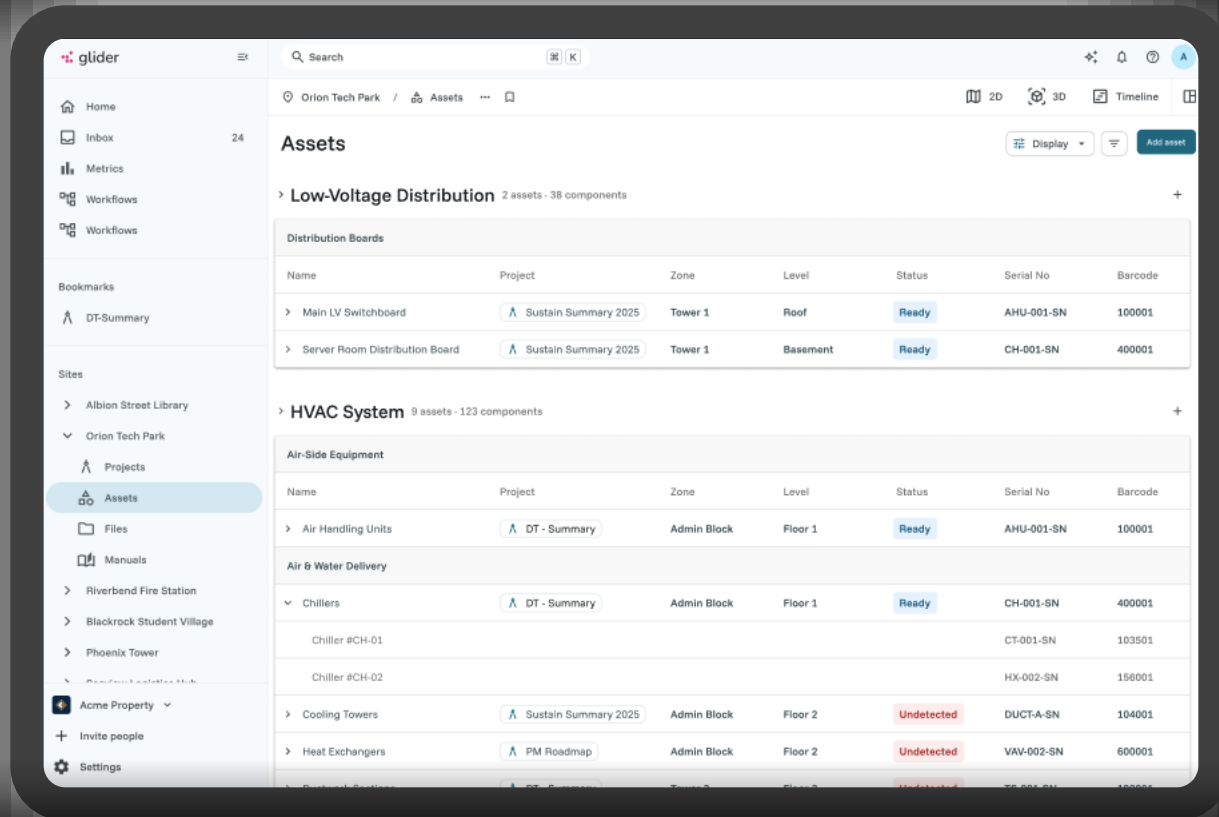 glider
Search ⌘ K
A
Home
Inbox 24
Metrics
Workflows
Workflows
Bookmarks
DT-Summary
Sites
Albion Street Library
Orion Tech Park
Projects
Assets
Files
Manuals
Riverbend Fire Station
Blackrock Student Village
Phoenix Tower
Acme Property
Invite people
Settings
Orion Tech Park / Assets ···
2D 3D Timeline
Assets
Display Add asset
Low-Voltage Distribution 2 assets - 38 components
Distribution Boards
Name Project Zone Level Status Serial No Barcode
Main LV Switchboard Sustain Summary 2025 Tower 1 Roof Ready AHU-001-SN 100001
Server Room Distribution Board Sustain Summary 2025 Tower 1 Basement Ready CH-001-SN 400001
HVAC System 9 assets - 123 components
Air-Side Equipment
Name Project Zone Level Status Serial No Barcode
Air Handling Units DT - Summary Admin Block Floor 1 Ready AHU-001-SN 100001
Air & Water Delivery
Chillers DT - Summary Admin Block Floor 1 Ready CH-001-SN 400001
Chiller #CH-01 CT-001-SN 103501
Chiller #CH-02 HX-002-SN 156001
Cooling Towers Sustain Summary 2025 Admin Block Floor 2 Undetected DUCT-A-SN 104001
Heat Exchangers PM Roadmap Admin Block Floor 2 Undetected VAV-002-SN 600001